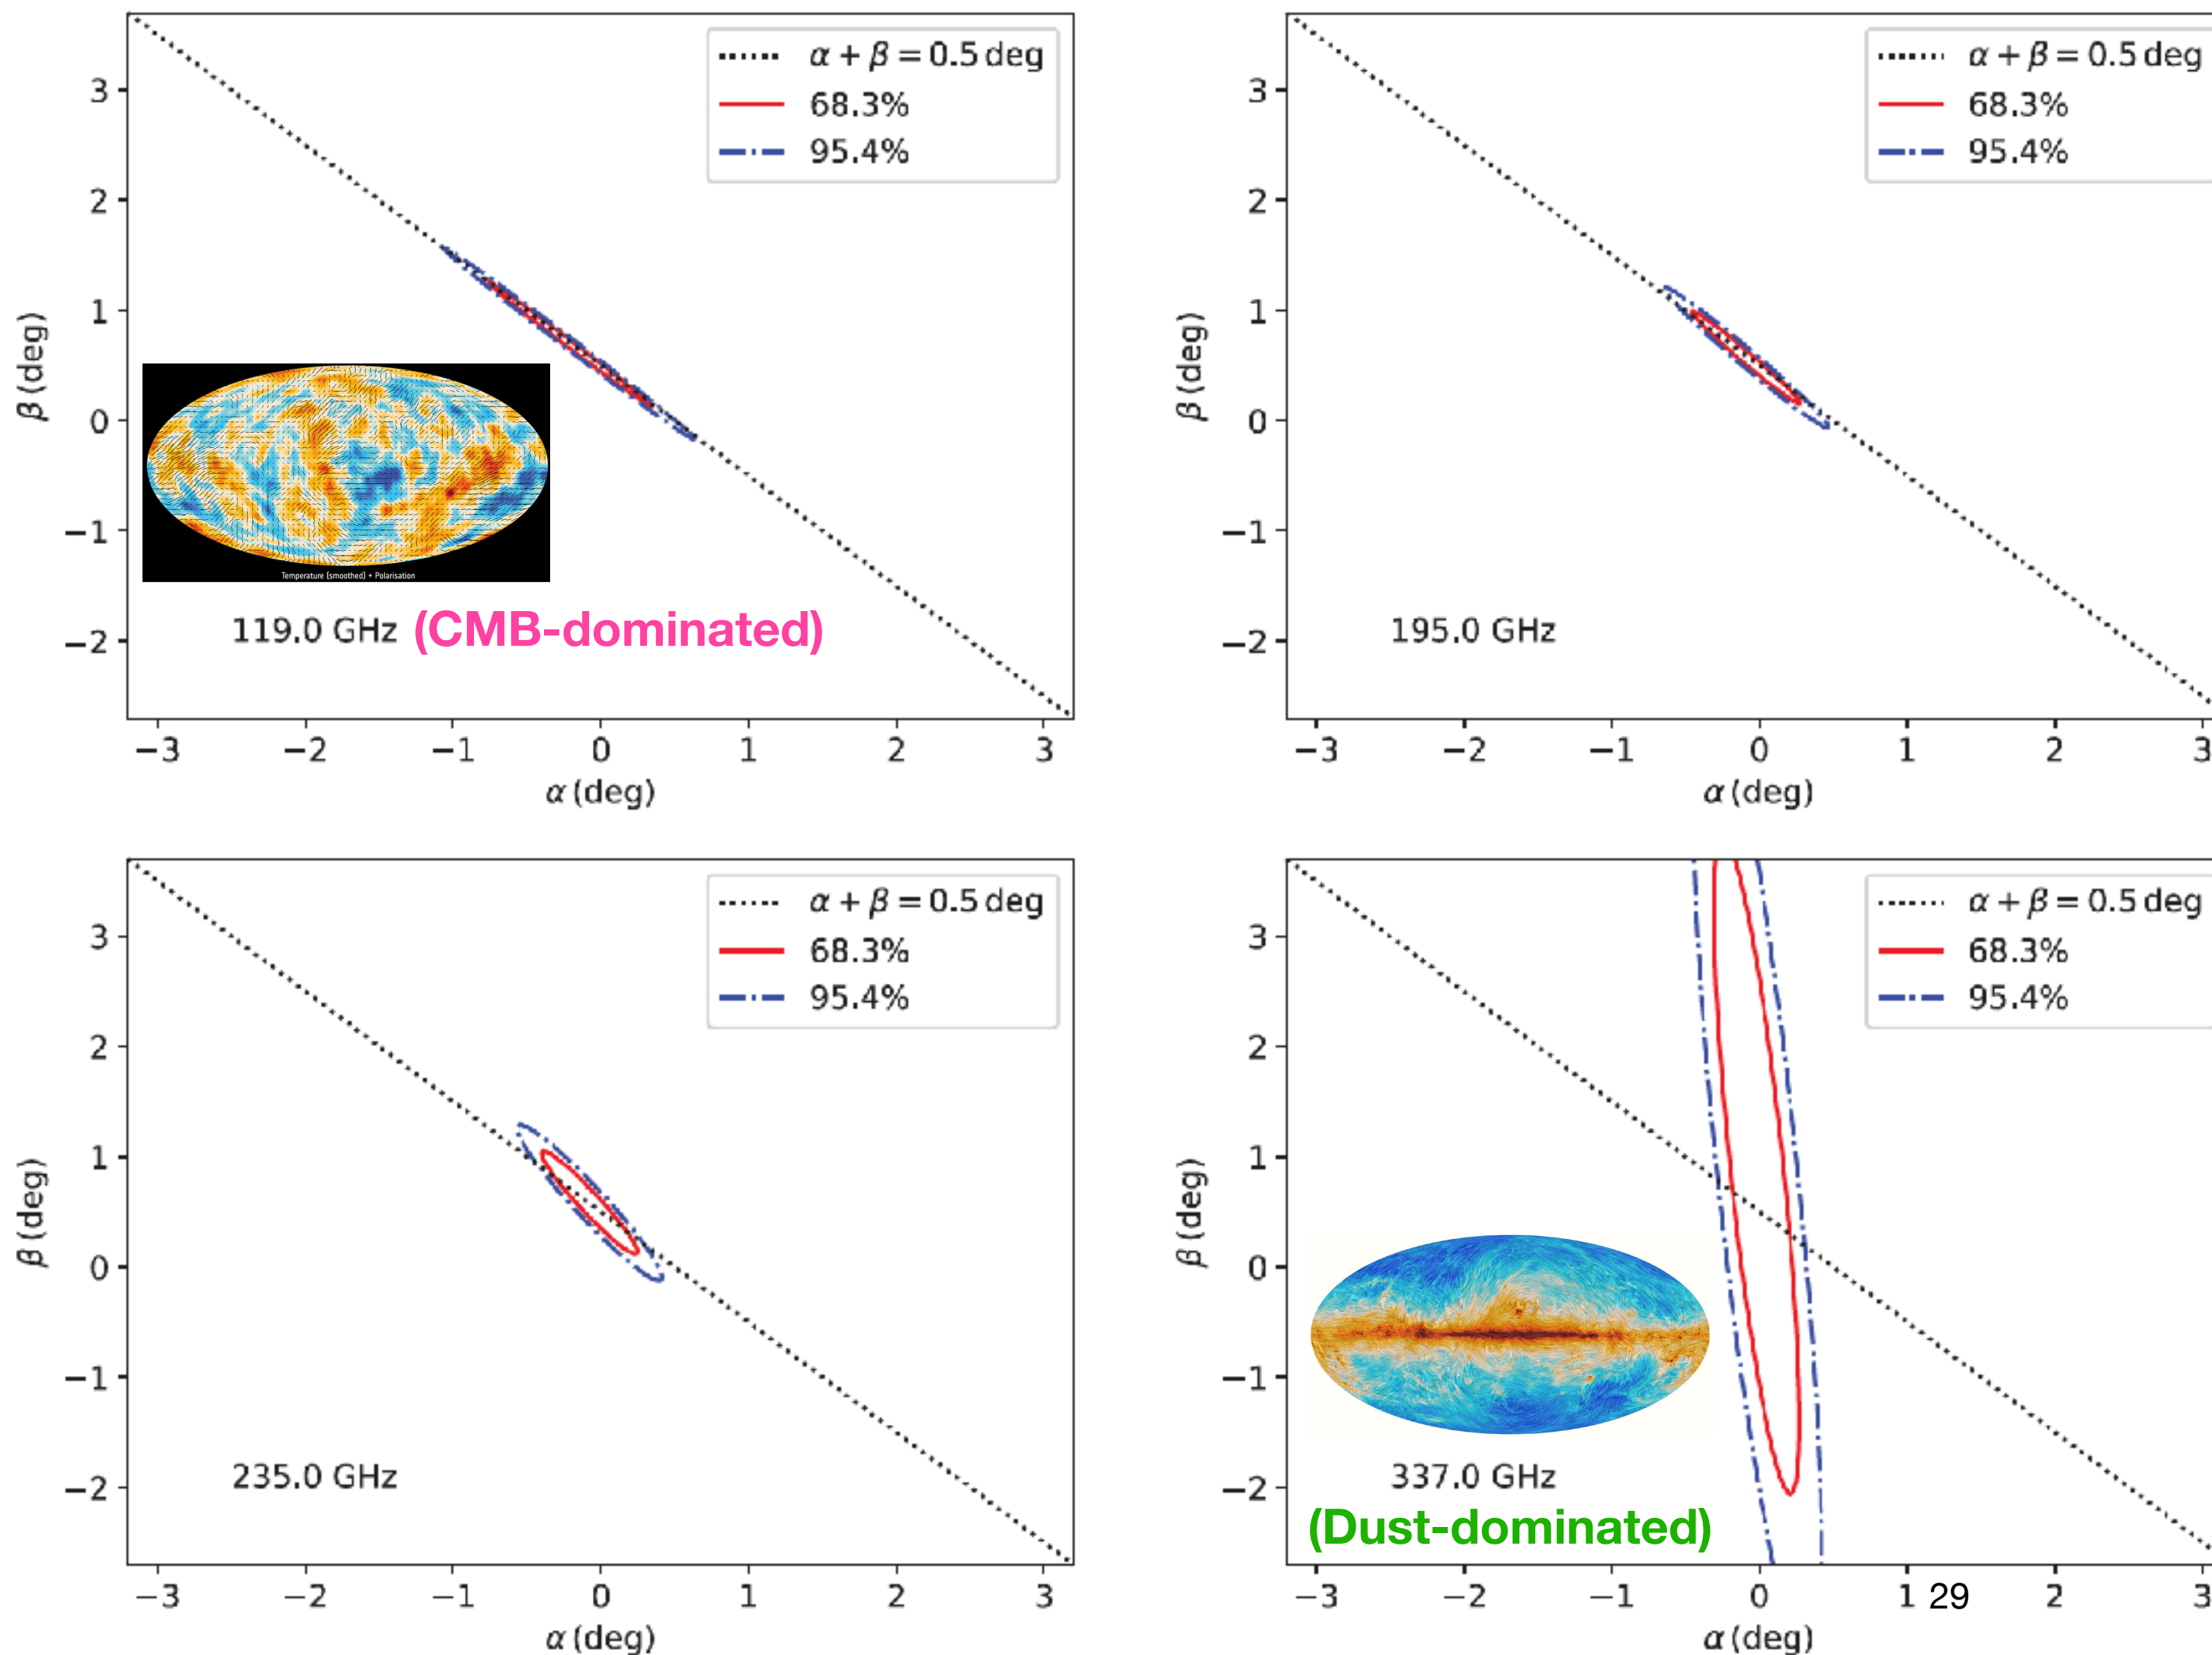 α + β = 0.5 deg
68.3%
95.4%
3
2
1
0
−1
−2
β (deg)
Temperature (smoothed) + Polarisation
119.0 GHz (CMB-dominated)
−3 −2 −1 0 1 2 3
α (deg)
α + β = 0.5 deg
68.3%
95.4%
3
2
1
0
−1
−2
β (deg)
195.0 GHz
−3 −2 −1 0 1 2 3
α (deg)
α + β = 0.5 deg
68.3%
95.4%
3
2
1
0
−1
−2
β (deg)
235.0 GHz
−3 −2 −1 0 1 2 3
α (deg)
α + β = 0.5 deg
68.3%
95.4%
3
2
1
0
−1
−2
β (deg)
337.0 GHz
(Dust-dominated)
−3 −2 −1 0 1 2 3
29
α (deg)